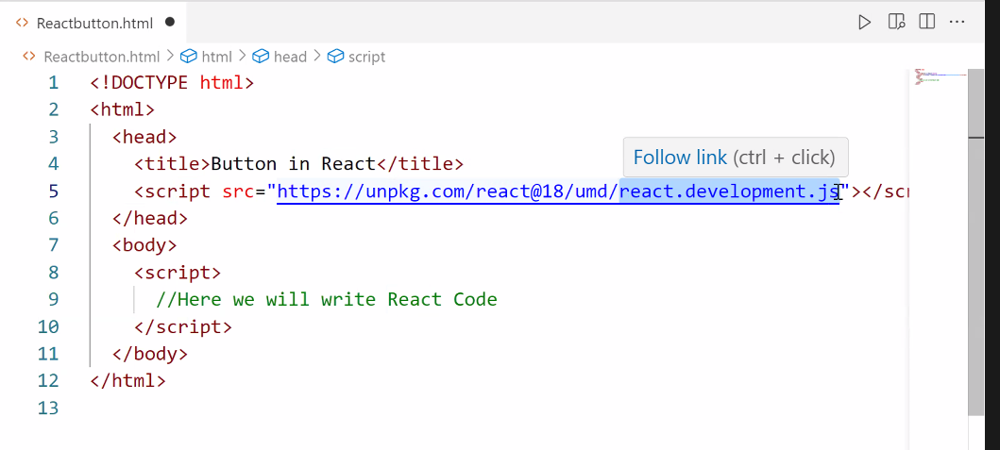 Reactbutton.html
Reactbutton.html > html > head > script
1 <!DOCTYPE html>
2 <html>
3 <head>
4 <title>Button in React</title>
Follow link (ctrl + click)
5 <script src="https://unpkg.com/react@18/umd/react.development.js"></scr
6 </head>
7 <body>
8 <script>
9 //Here we will write React Code
10 </script>
11 </body>
12 </html>
13